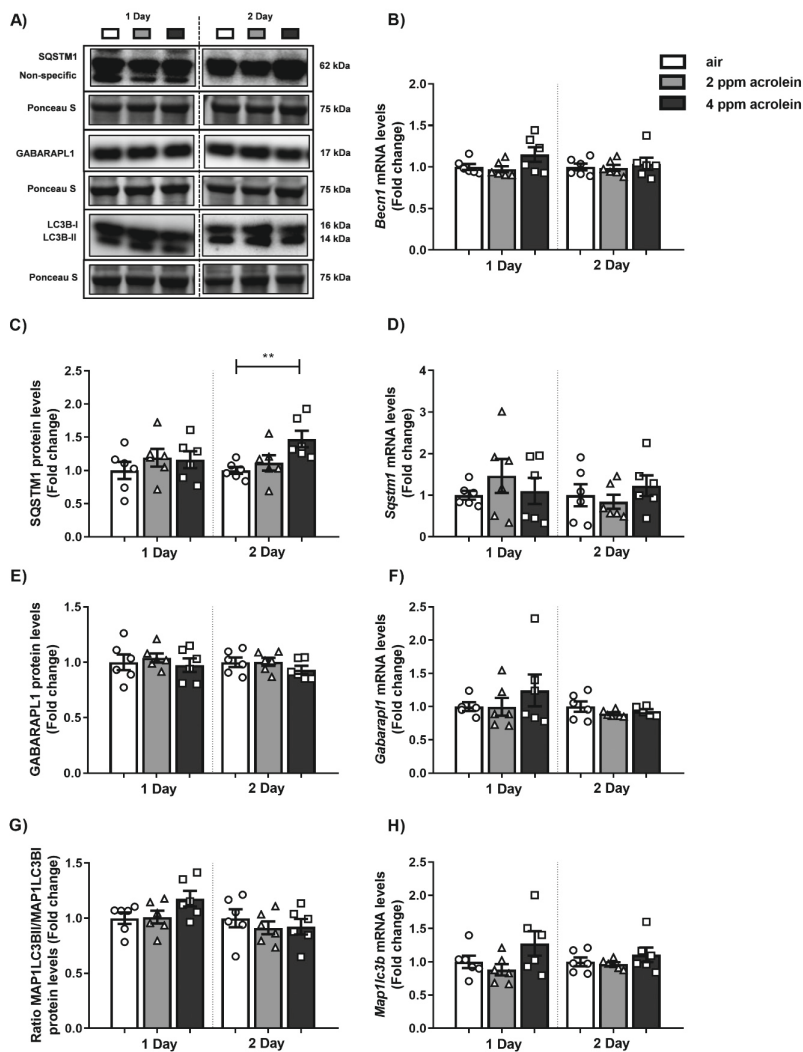 A)
1 Day
2 Day
SQSTM1
62 kDa
Non-specific
Ponceau S
75 kDa
GABARAPL1
17 kDa
Ponceau S
75 kDa
LC3B-I
16 kDa
LC3B-II
14 kDa
Ponceau S
75 kDa
B)
air
2 ppm acrolein
4 ppm acrolein
Becn1 mRNA levels
(Fold change)
2.0
1.5
1.0
0.5
0.0
1 Day
2 Day
C)
SQSTM1 protein levels
(Fold change)
2.5
2.0
1.5
1.0
0.5
0.0
**
1 Day
2 Day
D)
Sqstm1 mRNA levels
(Fold change)
4
2
1
0
1 Day
2 Day
E)
GABARAPL1 protein levels
(Fold change)
1.5
1.0
0.5
0.0
1 Day
2 Day
F)
Gabarapl1 mRNA levels
(Fold change)
2.5
2.0
1.5
1.0
0.5
0.0
1 Day
2 Day
G)
Ratio MAP1LC3BII/MAP1LC3BI
protein levels (Fold change)
1.5
1.0
0.5
0.0
1 Day
2 Day
H)
Map1lc3b mRNA levels
(Fold change)
2.5
2.0
1.5
1.0
0.5
0.0
1 Day
2 Day